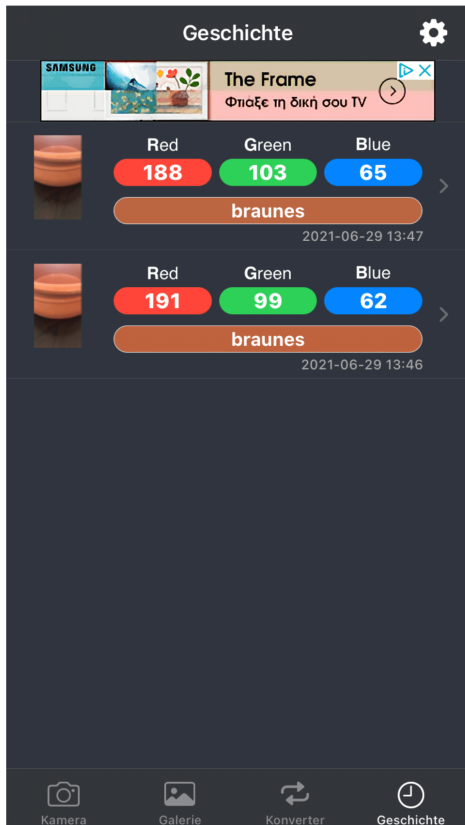 Geschichte
SAMSUNG
The Frame
Φτιάξε τη δική σου TV
Red Green Blue
188 103 65
braunes
2021-06-29 13:47
Red Green Blue
191 99 62
braunes
2021-06-29 13:46
Kamera Galerie Konverter Geschichte